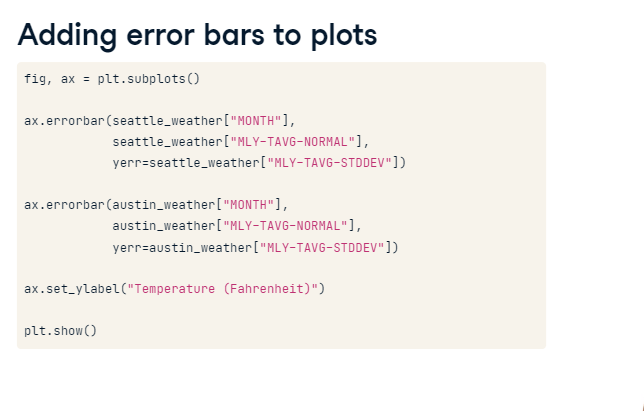 Adding error bars to plots
fig, ax = plt.subplots()
ax.errorbar(seattle_weather["MONTH"],
            seattle_weather["MLY-TAVG-NORMAL"],
            yerr=seattle_weather["MLY-TAVG-STDDEV"])
ax.errorbar(austin_weather["MONTH"],
            austin_weather["MLY-TAVG-NORMAL"],
            yerr=austin_weather["MLY-TAVG-STDDEV"])
ax.set_ylabel("Temperature (Fahrenheit)")
plt.show()